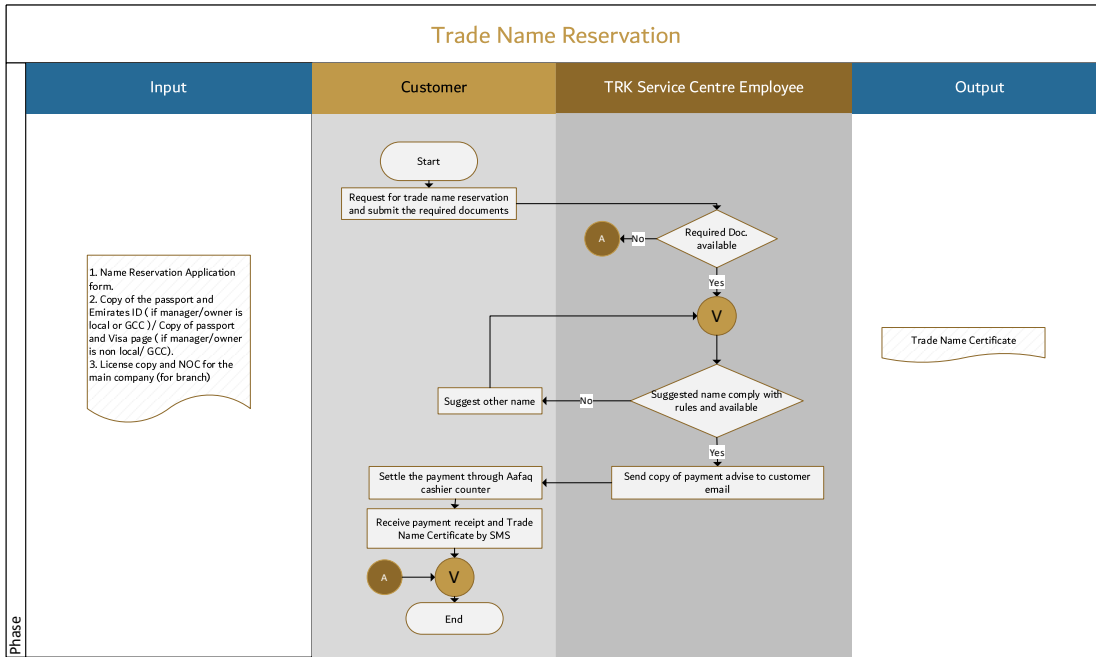 Trade Name Reservation
Input
Customer
TRK Service Centre Employee
Output
Start
Request for trade name reservation
and submit the required documents
Required Doc.
available
No
A
Yes
V
1. Name Reservation Application
form.
2. Copy of the passport and
Emirates ID ( if manager/owner is
local or GCC )/ Copy of passport
and Visa page ( if manager/owner
is non local/ GCC).
3. License copy and NOC for the
main company (for branch)
Trade Name Certificate
Suggested name comply with
rules and available
No
Suggest other name
Yes
Send copy of payment advise to customer
email
Settle the payment through Aafaq
cashier counter
Receive payment receipt and Trade
Name Certificate by SMS
A
V
End
Phase